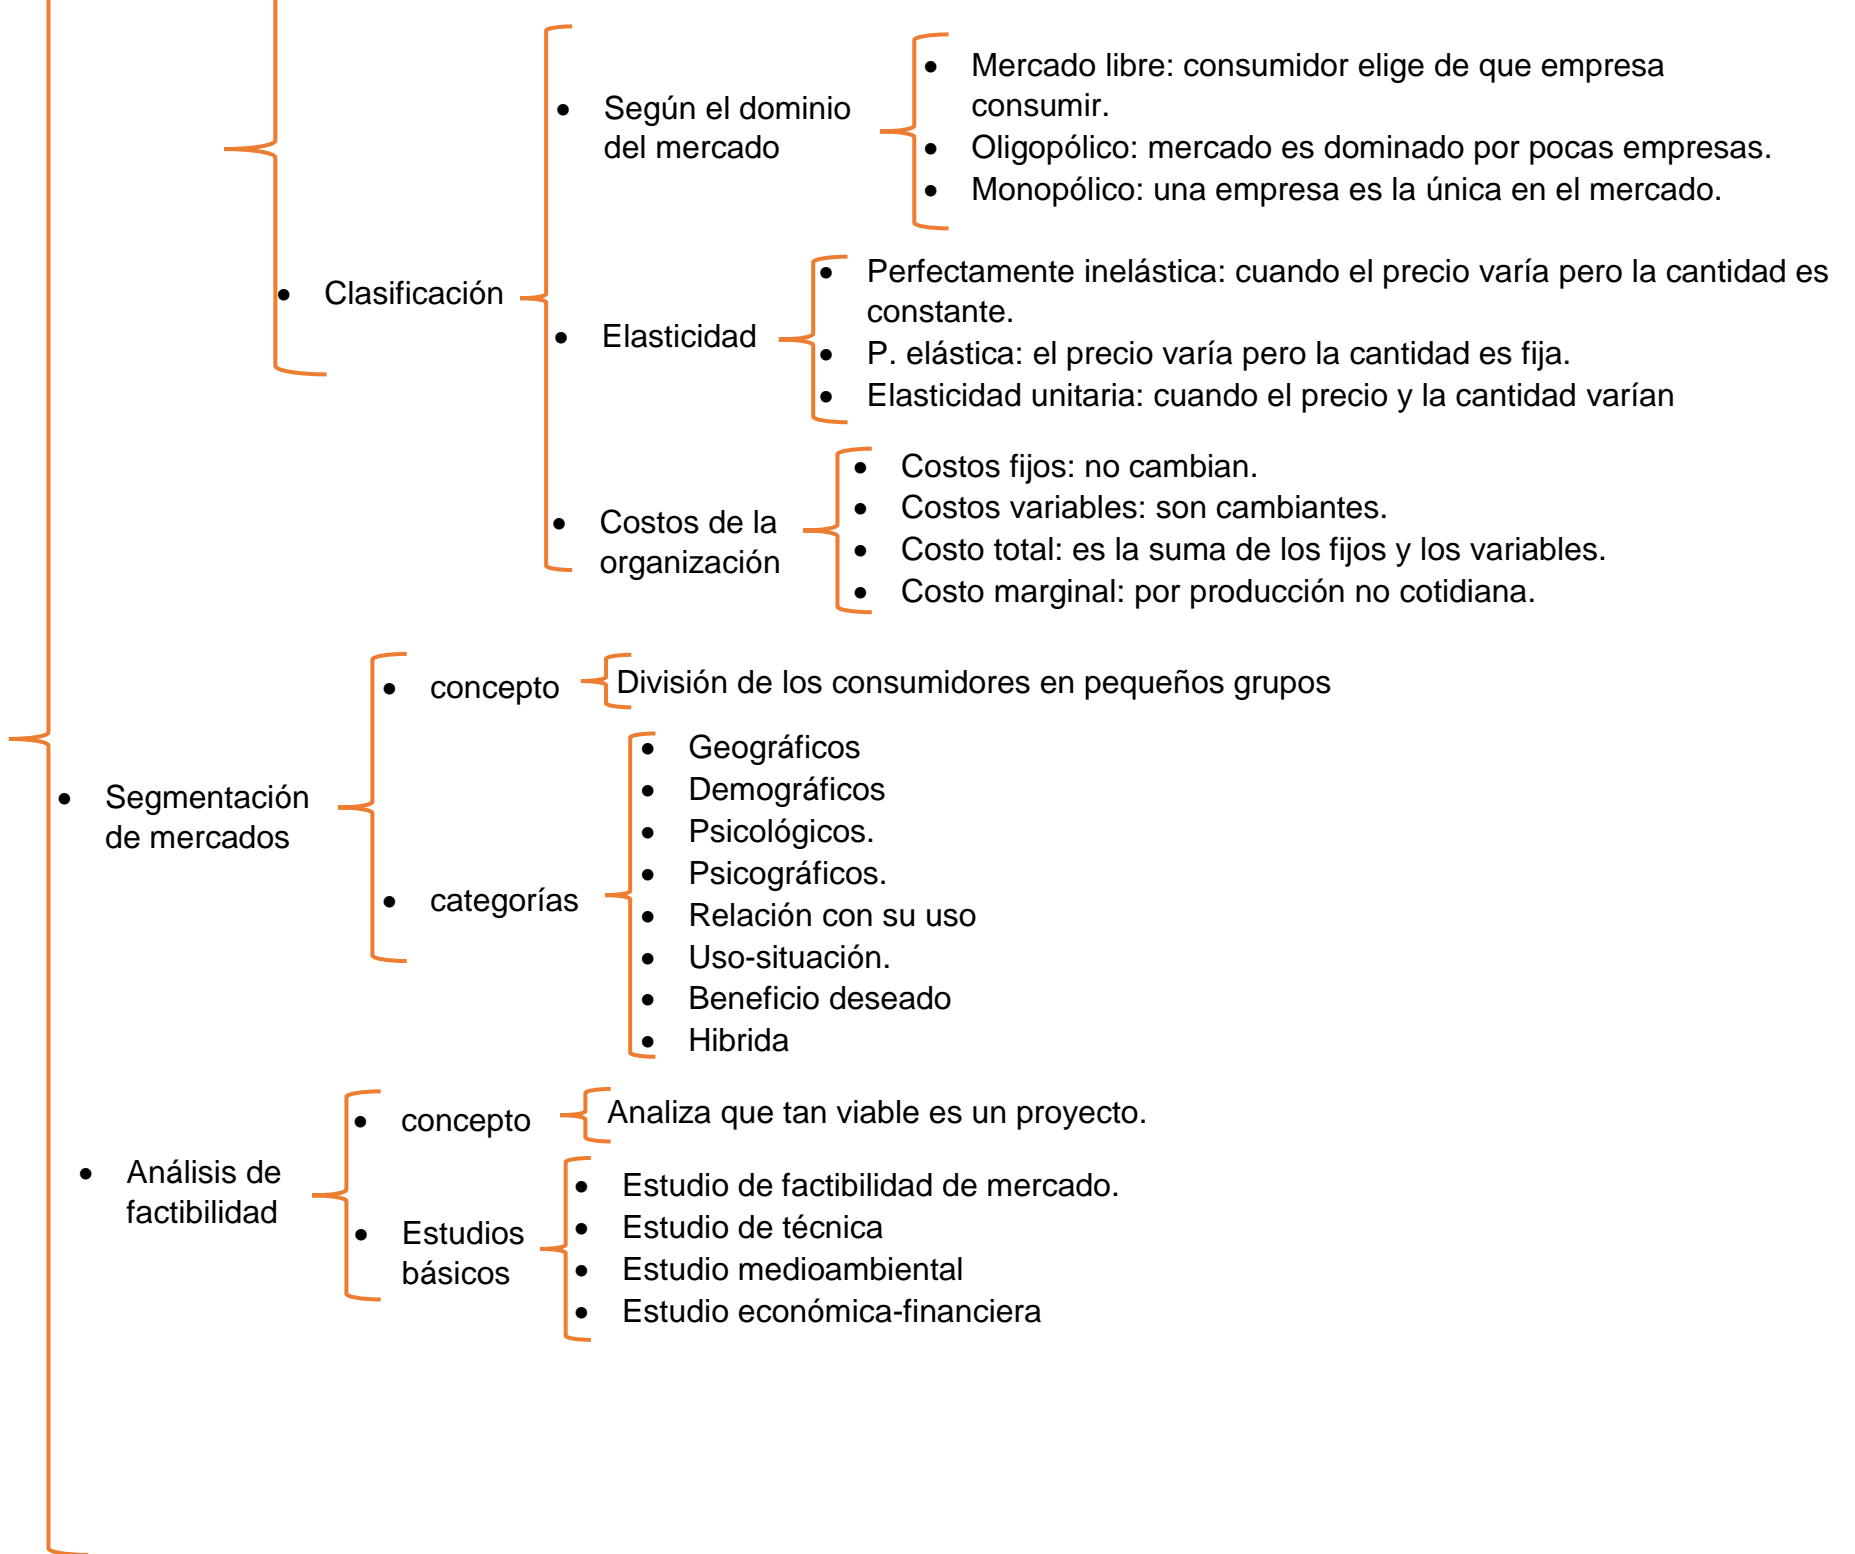 • Clasificación
• Según el dominio
del mercado
• Mercado libre: consumidor elige de que empresa
consumir.
• Oligopólico: mercado es dominado por pocas empresas.
• Monopólico: una empresa es la única en el mercado.
• Elasticidad
• Perfectamente inelástica: cuando el precio varía pero la cantidad es
constante.
• P. elástica: el precio varía pero la cantidad es fija.
• Elasticidad unitaria: cuando el precio y la cantidad varían
• Costos de la
organización
• Costos fijos: no cambian.
• Costos variables: son cambiantes.
• Costo total: es la suma de los fijos y los variables.
• Costo marginal: por producción no cotidiana.
• Segmentación
de mercados
• concepto
División de los consumidores en pequeños grupos
• categorías
• Geográficos
• Demográficos
• Psicológicos.
• Psicográficos.
• Relación con su uso
• Uso-situación.
• Beneficio deseado
• Hibrida
• Análisis de
factibilidad
• concepto
Analiza que tan viable es un proyecto.
• Estudios
básicos
• Estudio de factibilidad de mercado.
• Estudio de técnica
• Estudio medioambiental
• Estudio económica-financiera